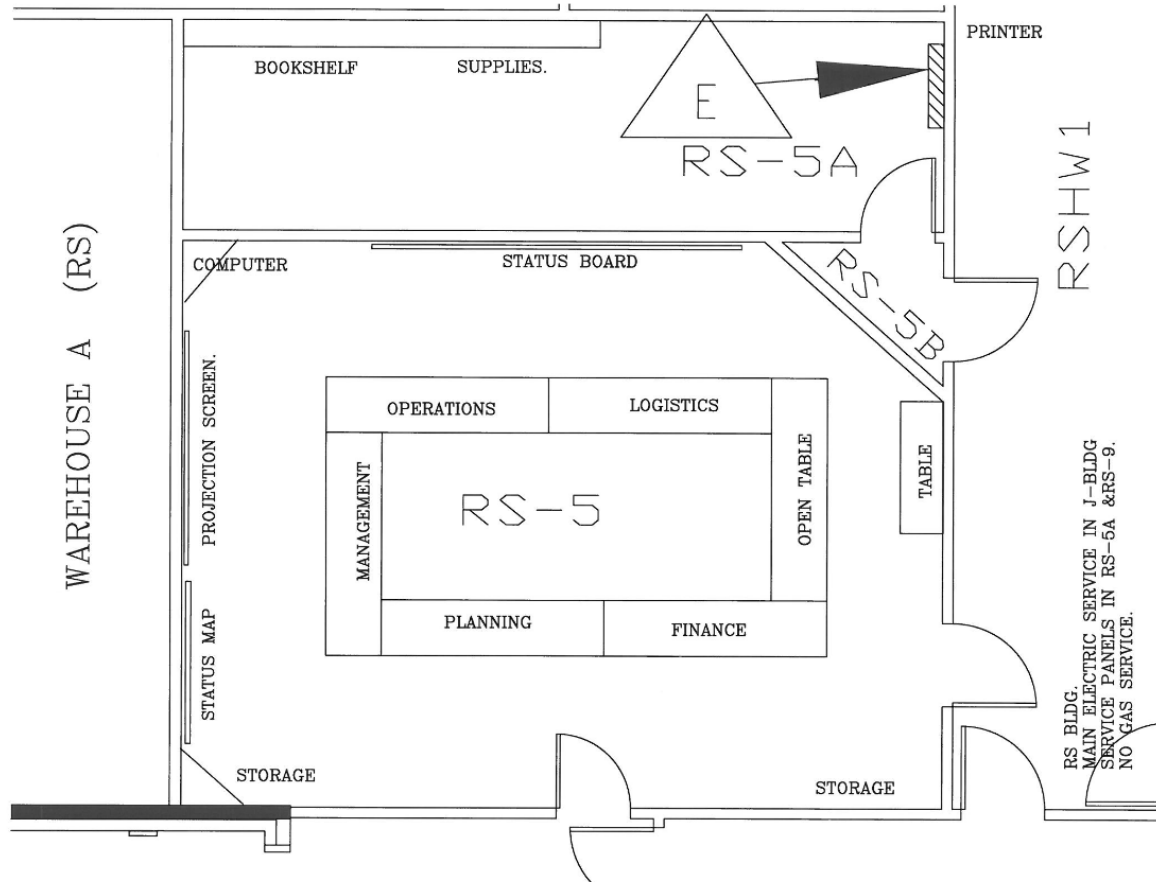 PRINTER
BOOKSHELF
SUPPLIES.
E
RS-5A
RSHW1
WAREHOUSE A (RS)
COMPUTER
STATUS BOARD
RS-5B
PROJECTION SCREEN.
OPERATIONS
LOGISTICS
MANAGEMENT
RS-5
OPEN TABLE
TABLE
STATUS MAP
PLANNING
FINANCE
STORAGE
STORAGE
RS BLDG.
MAIN ELECTRIC SERVICE IN J-BLDG
SERVICE PANELS IN RS-5A &RS-9.
NO GAS SERVICE.